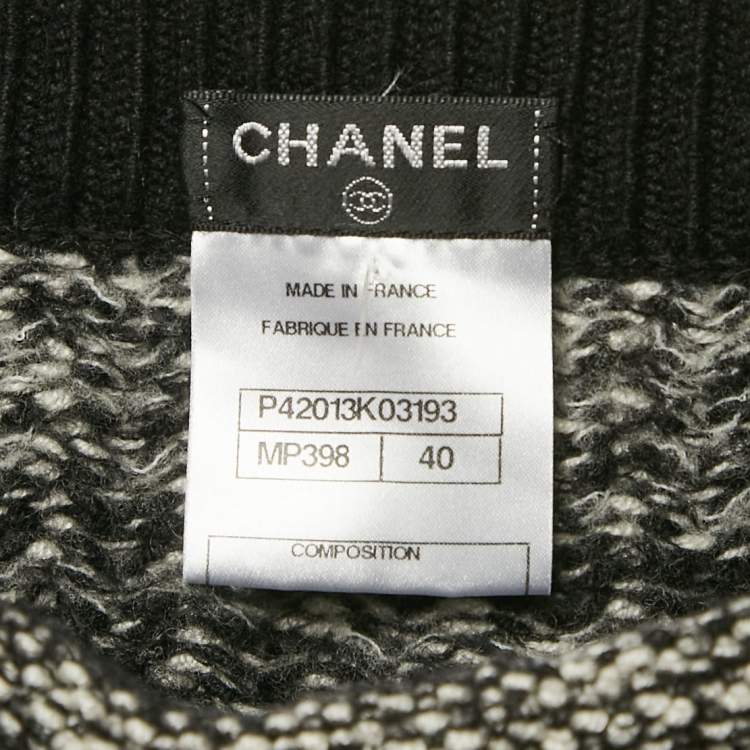 CHANEL
MADE IN FRANCE
FABRIQUE EN FRANCE
P42013K03193
MP398 40
COMPOSITION